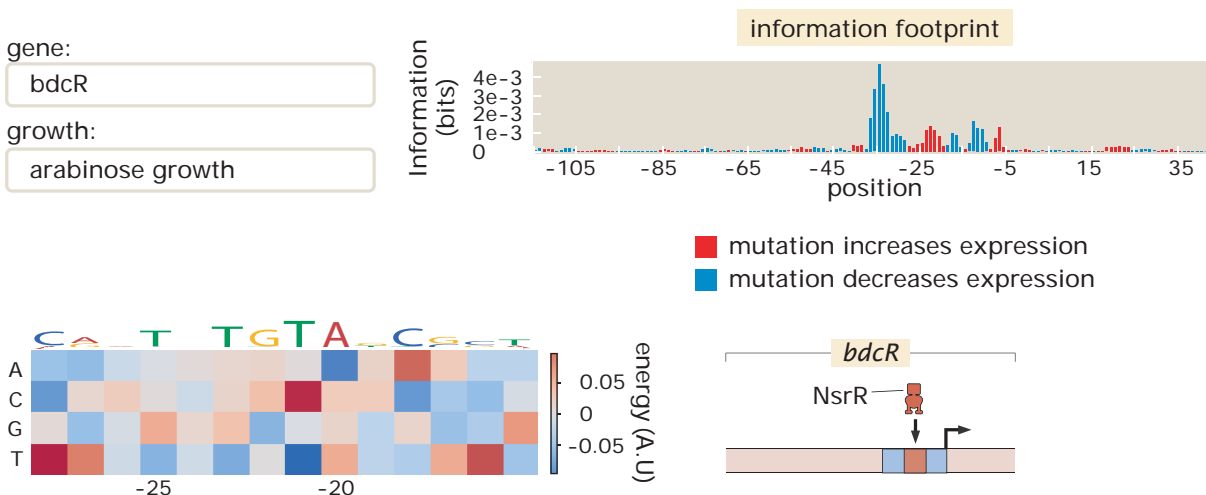 gene:
bdcR
growth:
arabinose growth
information footprint
Information
(bits)
4e-3
3e-3
2e-3
1e-3
0
-105 -85 -65 -45 -25 -5 15 35
position
mutation increases expression
mutation decreases expression
C A T T G T A G C G C T
A
C
G
T
-25 -20
0.05
0
-0.05
energy (A.U)
bdcR
NsrR